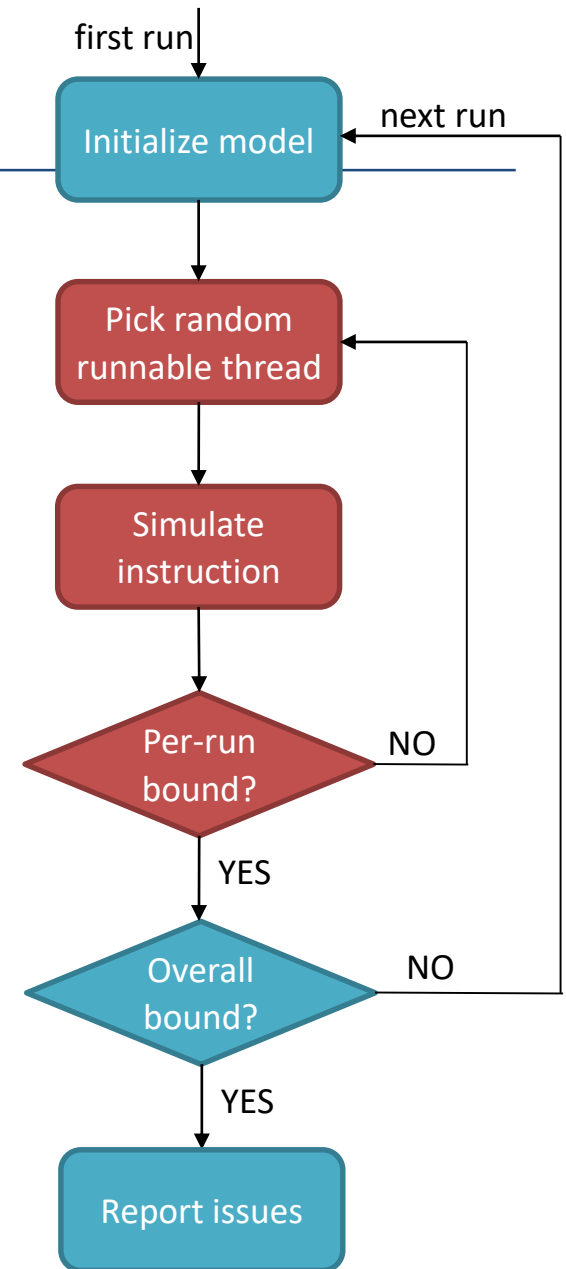 first run
Initialize model
next run
Pick random
runnable thread
Simulate
instruction
Per-run
bound?
NO
YES
Overall
bound?
NO
YES
Report issues